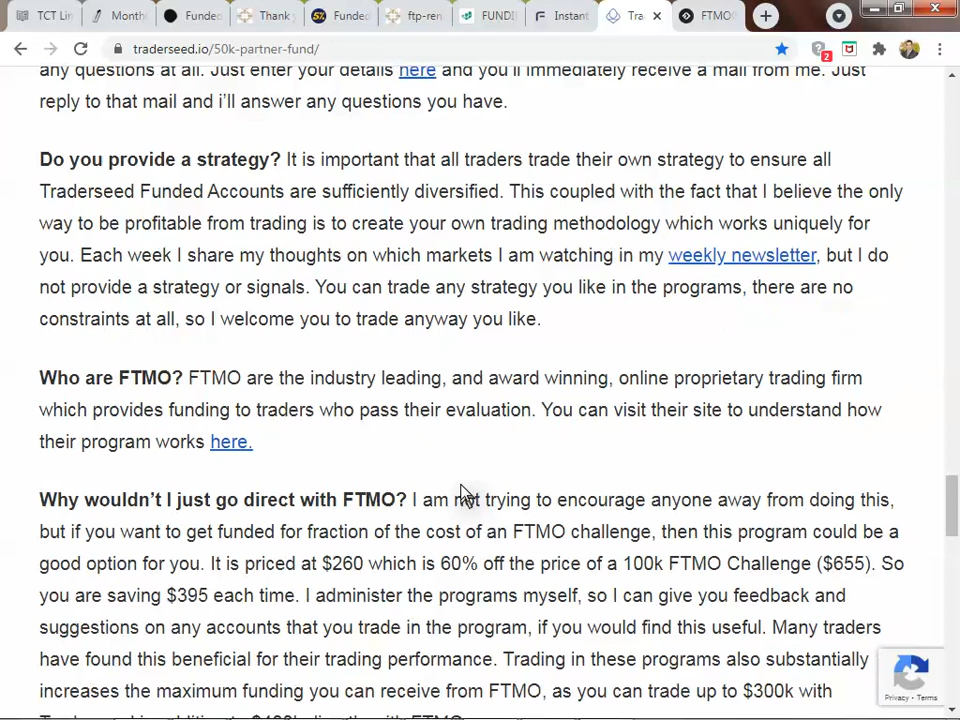 TCT Lin
Month
Funded
Thank
Funded
ftp-ren
FUNDI
Instant
Tra
FTMO
traderseed.io/50k-partner-fund/
2
any questions at all. Just enter your details here and you'll immediately receive a mail from me. Just
reply to that mail and i'll answer any questions you have.
Do you provide a strategy? It is important that all traders trade their own strategy to ensure all
Traderseed Funded Accounts are sufficiently diversified. This coupled with the fact that I believe the only
way to be profitable from trading is to create your own trading methodology which works uniquely for
you. Each week I share my thoughts on which markets I am watching in my weekly newsletter, but I do
not provide a strategy or signals. You can trade any strategy you like in the programs, there are no
constraints at all, so I welcome you to trade anyway you like.
Who are FTMO? FTMO are the industry leading, and award winning, online proprietary trading firm
which provides funding to traders who pass their evaluation. You can visit their site to understand how
their program works here.
Why wouldn't I just go direct with FTMO? I am not trying to encourage anyone away from doing this,
but if you want to get funded for fraction of the cost of an FTMO challenge, then this program could be a
good option for you. It is priced at $260 which is 60% off the price of a 100k FTMO Challenge ($655). So
you are saving $395 each time. I administer the programs myself, so I can give you feedback and
suggestions on any accounts that you trade in the program, if you would find this useful. Many traders
have found this beneficial for their trading performance. Trading in these programs also substantially
increases the maximum funding you can receive from FTMO, as you can trade up to $300k with
Privacy - Terms